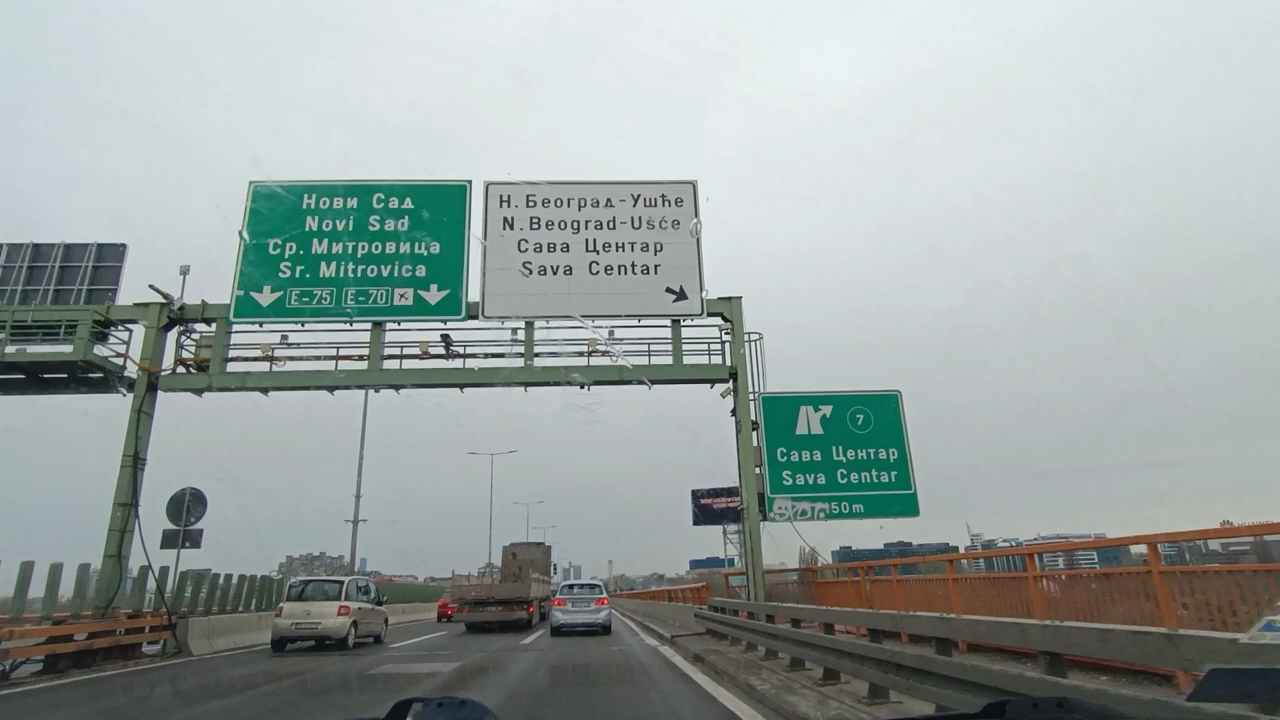 Нови Сад
Novi Sad
Ср. Митровица
Sr. Mitrovica
E-75 E-70
Н. Београд-Ушће
N. Beograd-Ušće
Сава Центар
Sava Centar
7
Сава Центар
Sava Centar
150m
HUAWEI